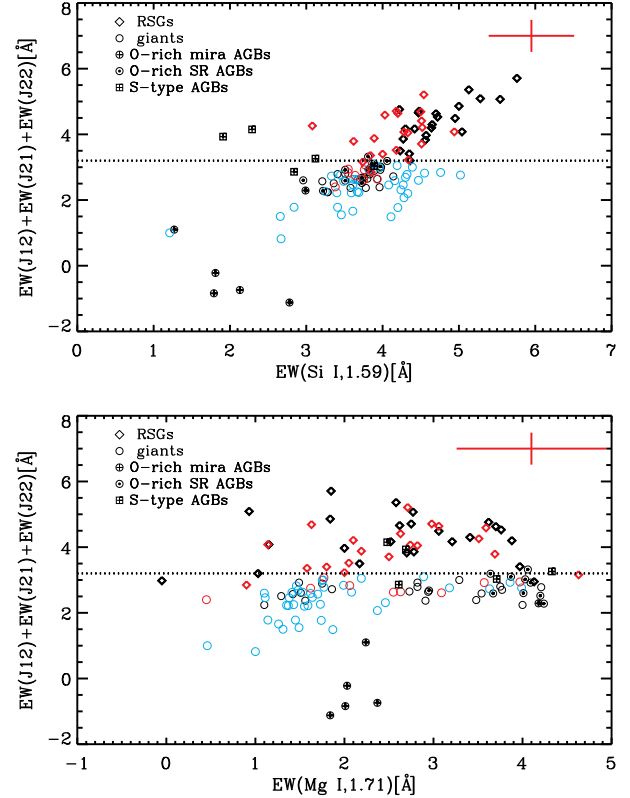 8
RSGs
giants
O-rich mira AGBs
O-rich SR AGBs
S-type AGBs
6
4
2
0
-2
EW(J12)+EW(J21)+EW(J22)[Å]
0 1 2 3 4 5 6 7
EW(Si I,1.59)[Å]
8
RSGs
giants
O-rich mira AGBs
O-rich SR AGBs
S-type AGBs
6
4
2
0
-2
EW(J12)+EW(J21)+EW(J22)[Å]
-1 0 1 2 3 4 5
EW(Mg I,1.71)[Å]